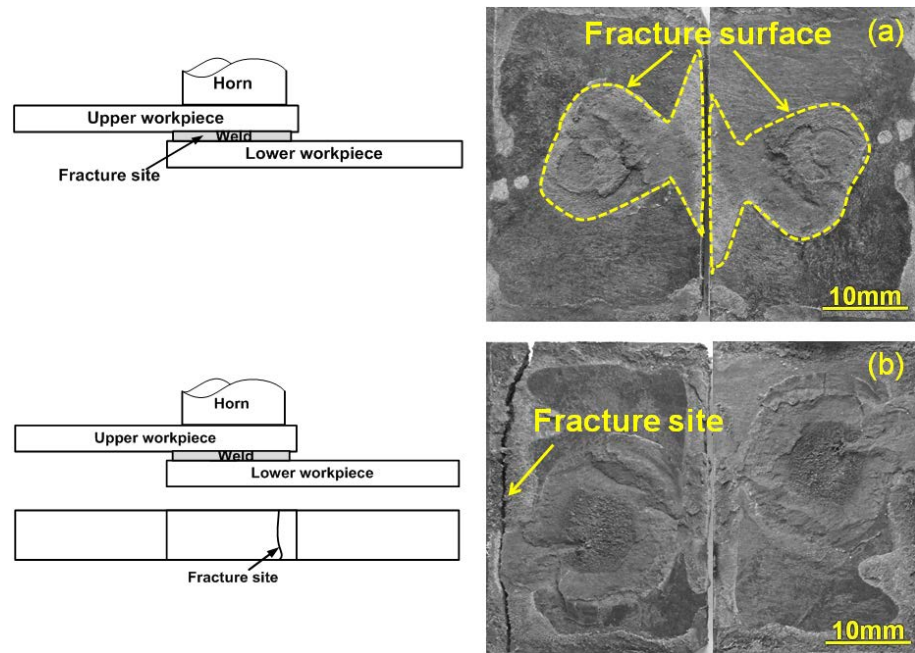 Horn
Upper workpiece
Weld
Lower workpiece
Fracture site
Fracture surface
(a)
10mm
Horn
Upper workpiece
Weld
Lower workpiece
Fracture site
(b)
Fracture site
10mm